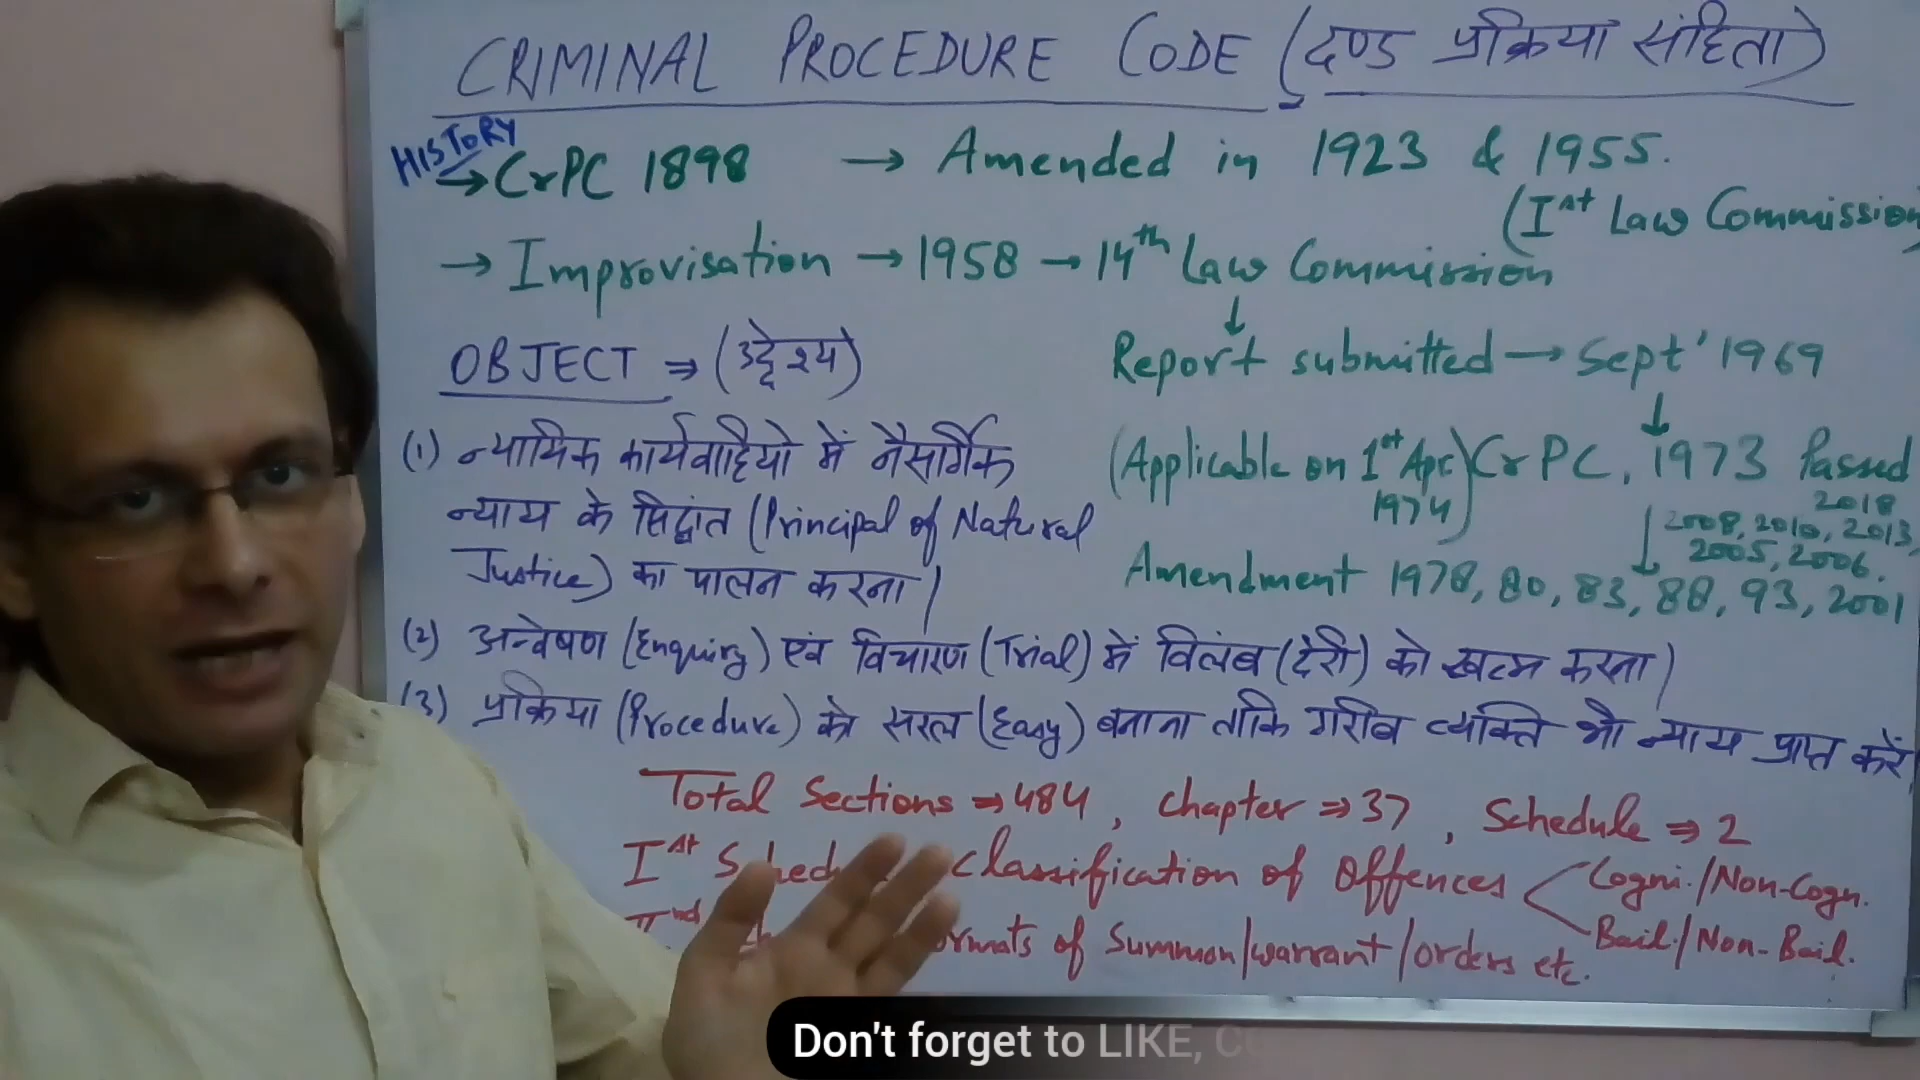 CRIMINAL PROCEDURE CODE (दण्ड प्रक्रिया संहिता)
HISTORY
→ CrPC 1898 → Amended in 1923 & 1955.
(Ist Law Commission)
→ Improvisation → 1958 → 14th Law Commission
↓
OBJECT ⇒ (उद्देश्य)
Report submitted → Sept' 1969
↓
(1) न्यायिक कार्यवाहियो में नैसर्गिक
न्याय के सिद्वांत (Principal of Natural
Justice) का पालन करना।
(Applicable on 1st Apr. 1974) CrPC, 1973 Passed
2018
2008, 2010, 2013,
2005, 2006.
Amendment 1978, 80, 83, 88, 93, 2001
(2) अन्वेषण (Enquiry) एवं विचारण (Trial) में विलंब (देरी) को खत्म करना।
(3) प्रक्रिया (Procedure) को सरल (Easy) बनाना ताकि गरीब व्यक्ति भी न्याय प्राप्त करें
Total Sections ⇒ 484, Chapter ⇒ 37, Schedule ⇒ 2
Ist Classification of Offences
Cogni./Non-Cogn.
Bail./Non-Bail.
IInd of Summon/warrant/orders etc.
Don't forget to LIKE,